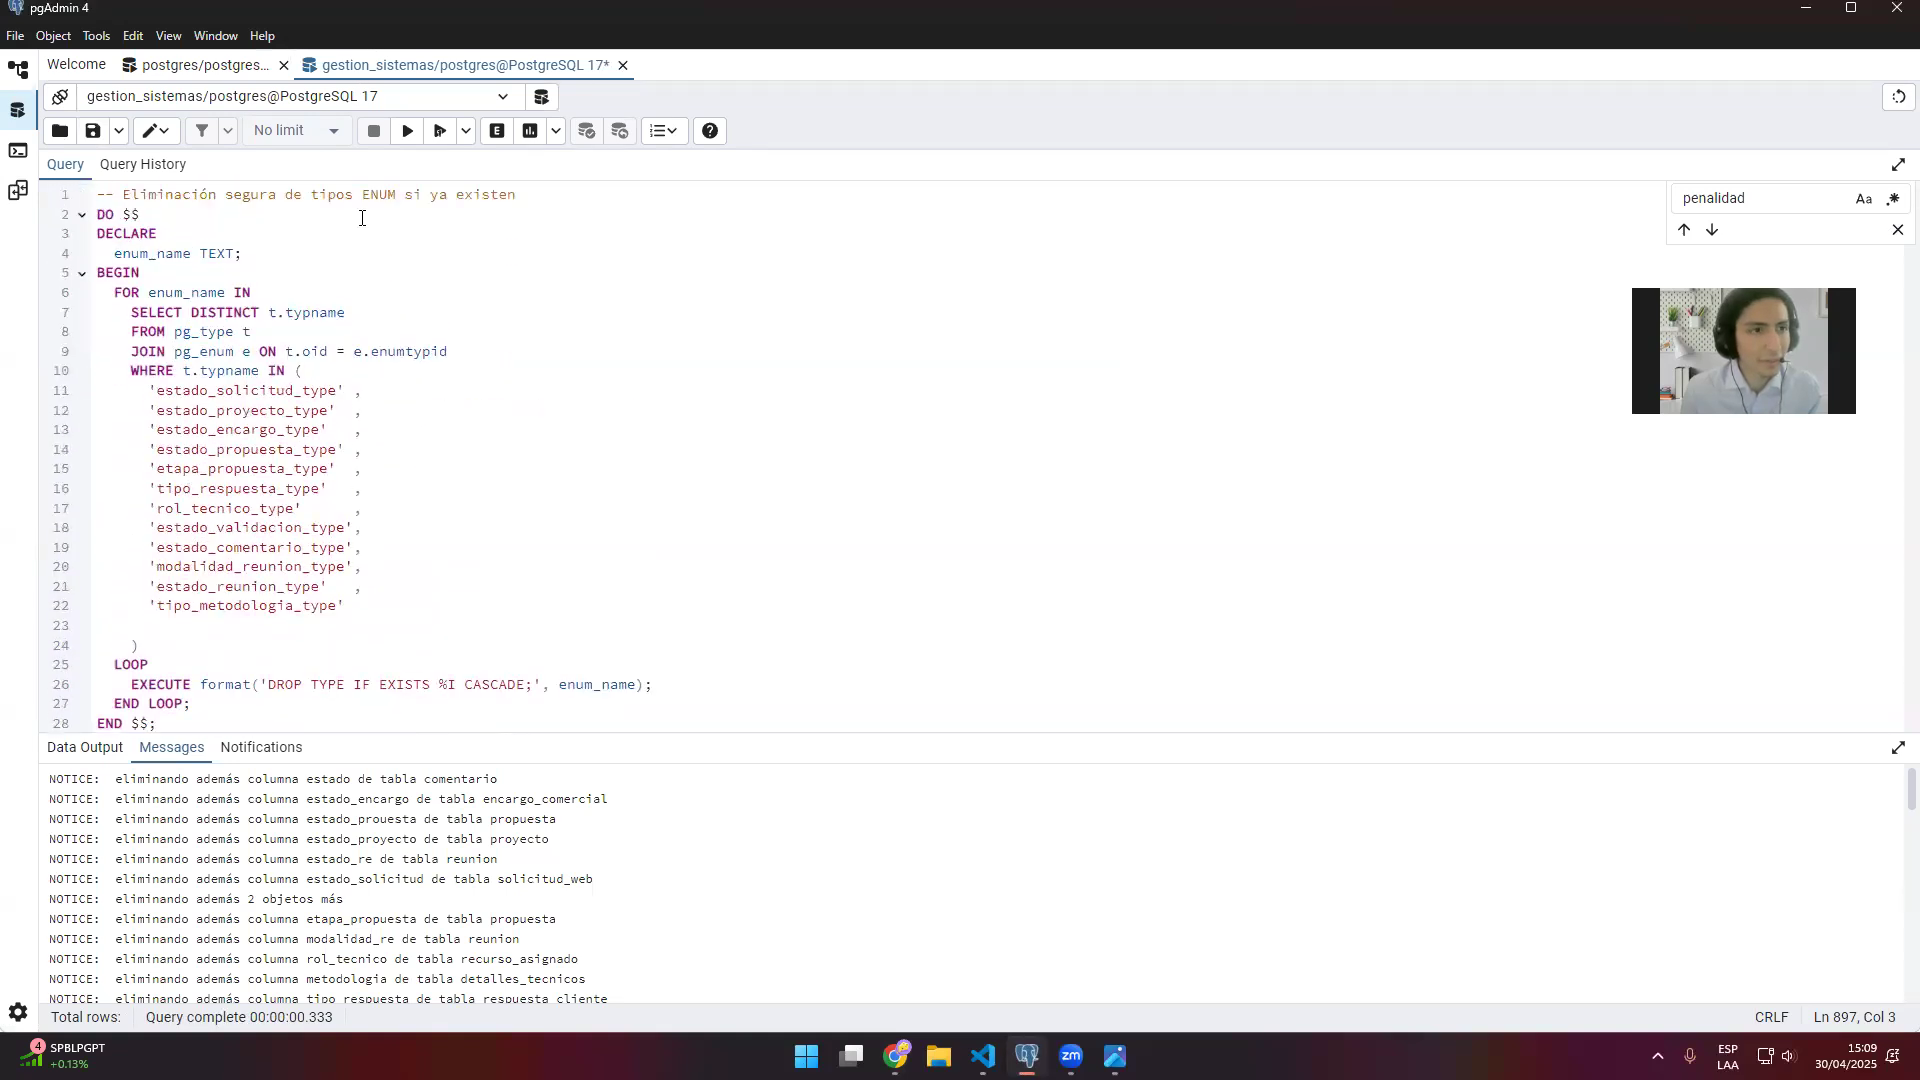 pgAdmin 4
File Object Tools Edit View Window Help
Welcome postgres/postgres... gestion_sistemas/postgres@PostgreSQL 17*
gestion_sistemas/postgres@PostgreSQL 17
No limit
Query Query History
penalidad Aa
1 -- Eliminación segura de tipos ENUM si ya existen
2 DO $$
3 DECLARE
4 enum_name TEXT;
5 BEGIN
6 FOR enum_name IN
7 SELECT DISTINCT t.typname
8 FROM pg_type t
9 JOIN pg_enum e ON t.oid = e.enumtypid
10 WHERE t.typname IN (
11 'estado_solicitud_type' ,
12 'estado_proyecto_type' ,
13 'estado_encargo_type' ,
14 'estado_propuesta_type' ,
15 'etapa_propuesta_type' ,
16 'tipo_respuesta_type' ,
17 'rol_tecnico_type' ,
18 'estado_validacion_type',
19 'estado_comentario_type',
20 'modalidad_reunion_type',
21 'estado_reunion_type' ,
22 'tipo_metodologia_type'
23
24 )
25 LOOP
26 EXECUTE format('DROP TYPE IF EXISTS %I CASCADE;', enum_name);
27 END LOOP;
28 END $$;
Data Output Messages Notifications
NOTICE: eliminando además columna estado de tabla comentario
NOTICE: eliminando además columna estado_encargo de tabla encargo_comercial
NOTICE: eliminando además columna estado_prouesta de tabla propuesta
NOTICE: eliminando además columna estado_proyecto de tabla proyecto
NOTICE: eliminando además columna estado_re de tabla reunion
NOTICE: eliminando además columna estado_solicitud de tabla solicitud_web
NOTICE: eliminando además 2 objetos más
NOTICE: eliminando además columna etapa_propuesta de tabla propuesta
NOTICE: eliminando además columna modalidad_re de tabla reunion
NOTICE: eliminando además columna rol_tecnico de tabla recurso_asignado
NOTICE: eliminando además columna metodologia de tabla detalles_tecnicos
NOTICE: eliminando además columna tipo_respuesta de tabla respuesta_cliente
Total rows: Query complete 00:00:00.333 CRLF Ln 897, Col 3
4 SPBLPGPT
+0.13%
zm
ESP
LAA
15:09
30/04/2025